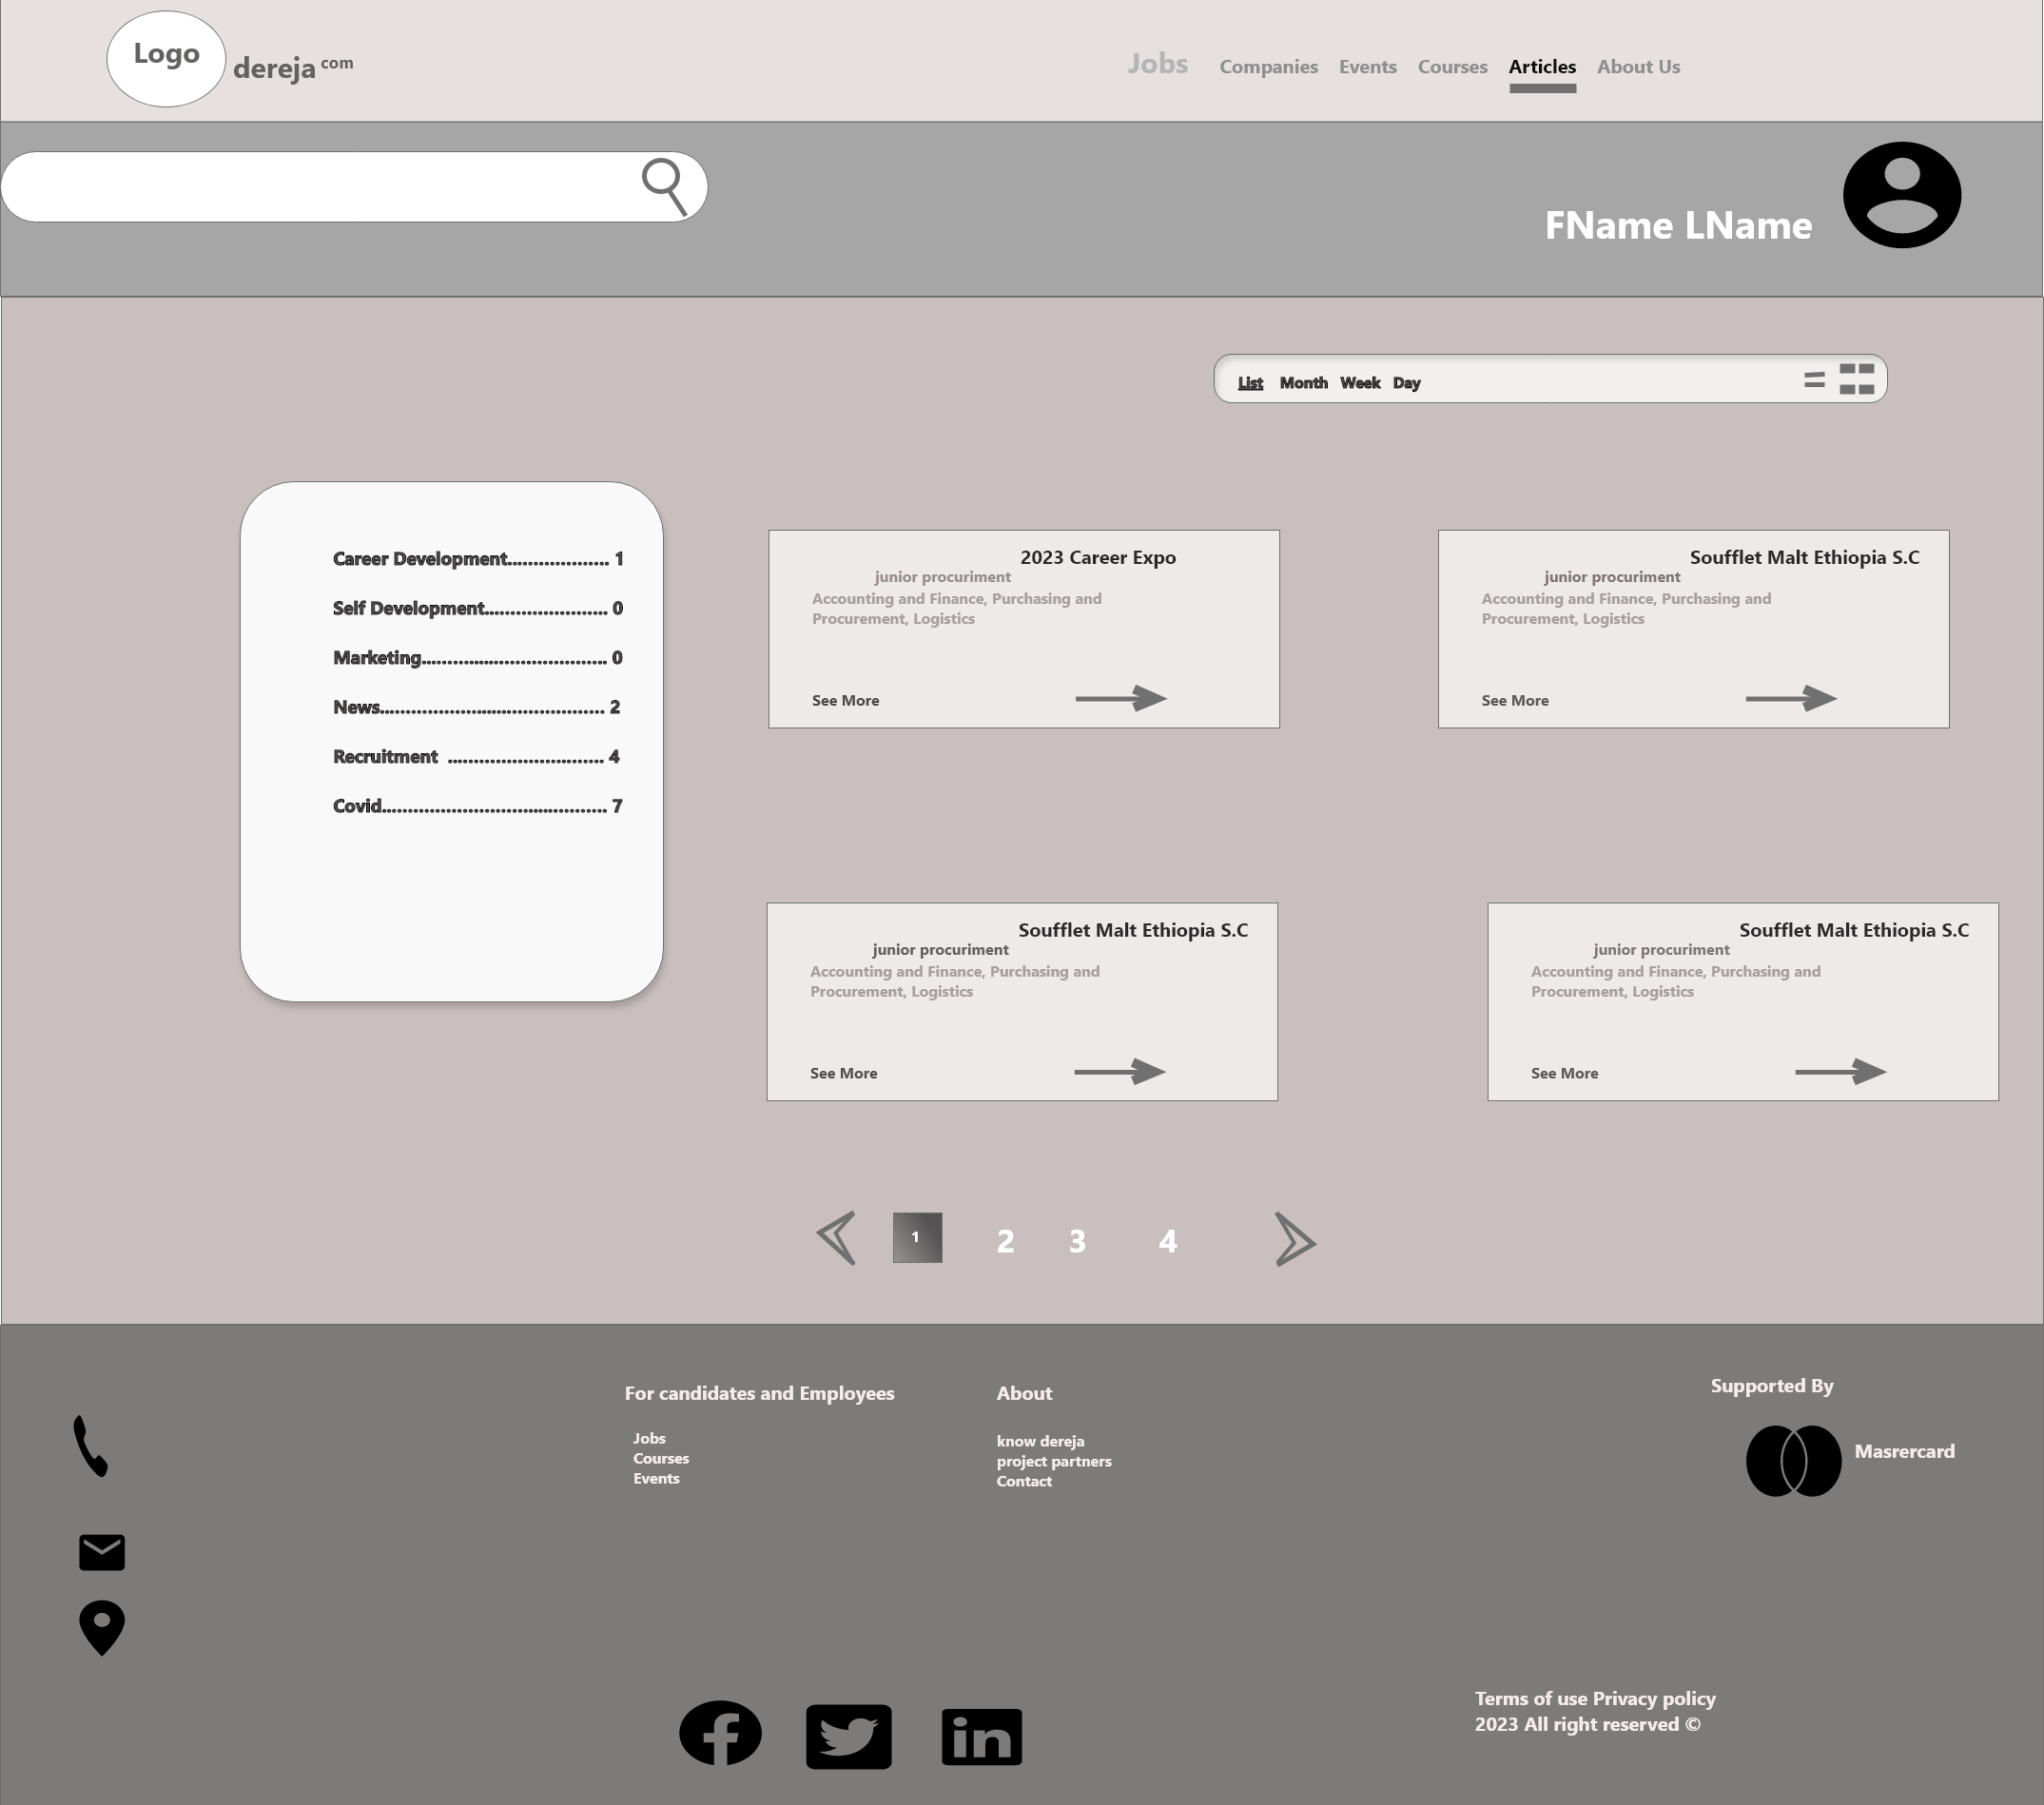 Logo
dereja com
Jobs Companies Events Courses Articles About Us
FName LName
List Month Week Day
Career Development................... 1
Self Development....................... 0
Marketing................................... 0
News.......................................... 2
Recruitment ............................. 4
Covid.......................................... 7
2023 Career Expo
junior procuriment
Accounting and Finance, Purchasing and
Procurement, Logistics
See More
Soufflet Malt Ethiopia S.C
junior procuriment
Accounting and Finance, Purchasing and
Procurement, Logistics
See More
Soufflet Malt Ethiopia S.C
junior procuriment
Accounting and Finance, Purchasing and
Procurement, Logistics
See More
Soufflet Malt Ethiopia S.C
junior procuriment
Accounting and Finance, Purchasing and
Procurement, Logistics
See More
1 2 3 4
For candidates and Employees
Jobs
Courses
Events
About
know dereja
project partners
Contact
Supported By
Masrercard
Terms of use Privacy policy
2023 All right reserved ©